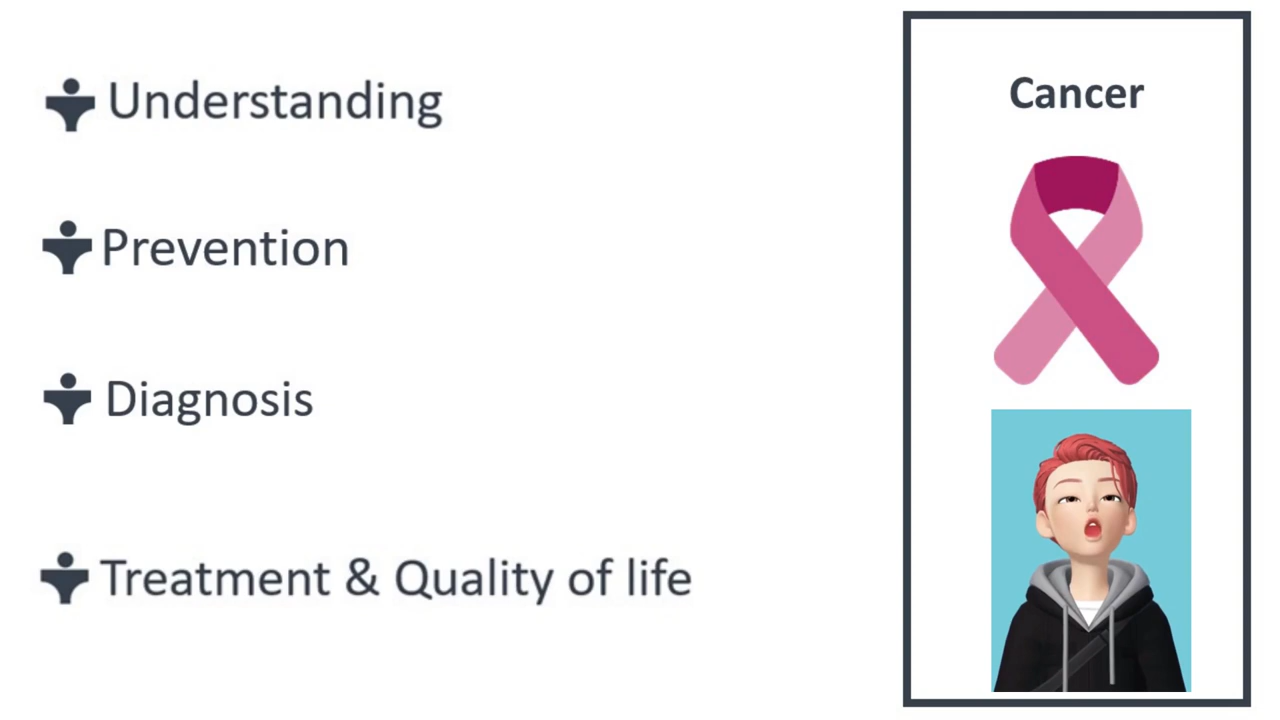 Understanding
Cancer
Prevention
Diagnosis
Treatment & Quality of life